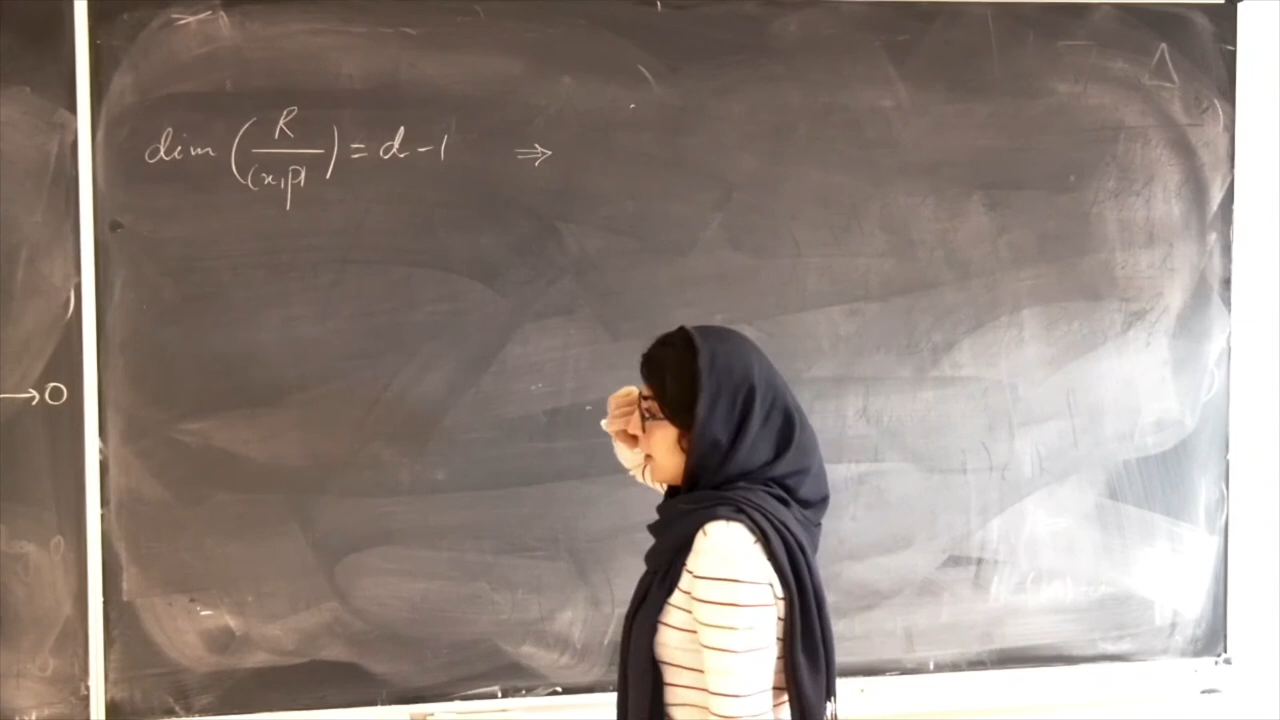 →0
dim (R/(x,p)) = d-1 ⇒
Δ